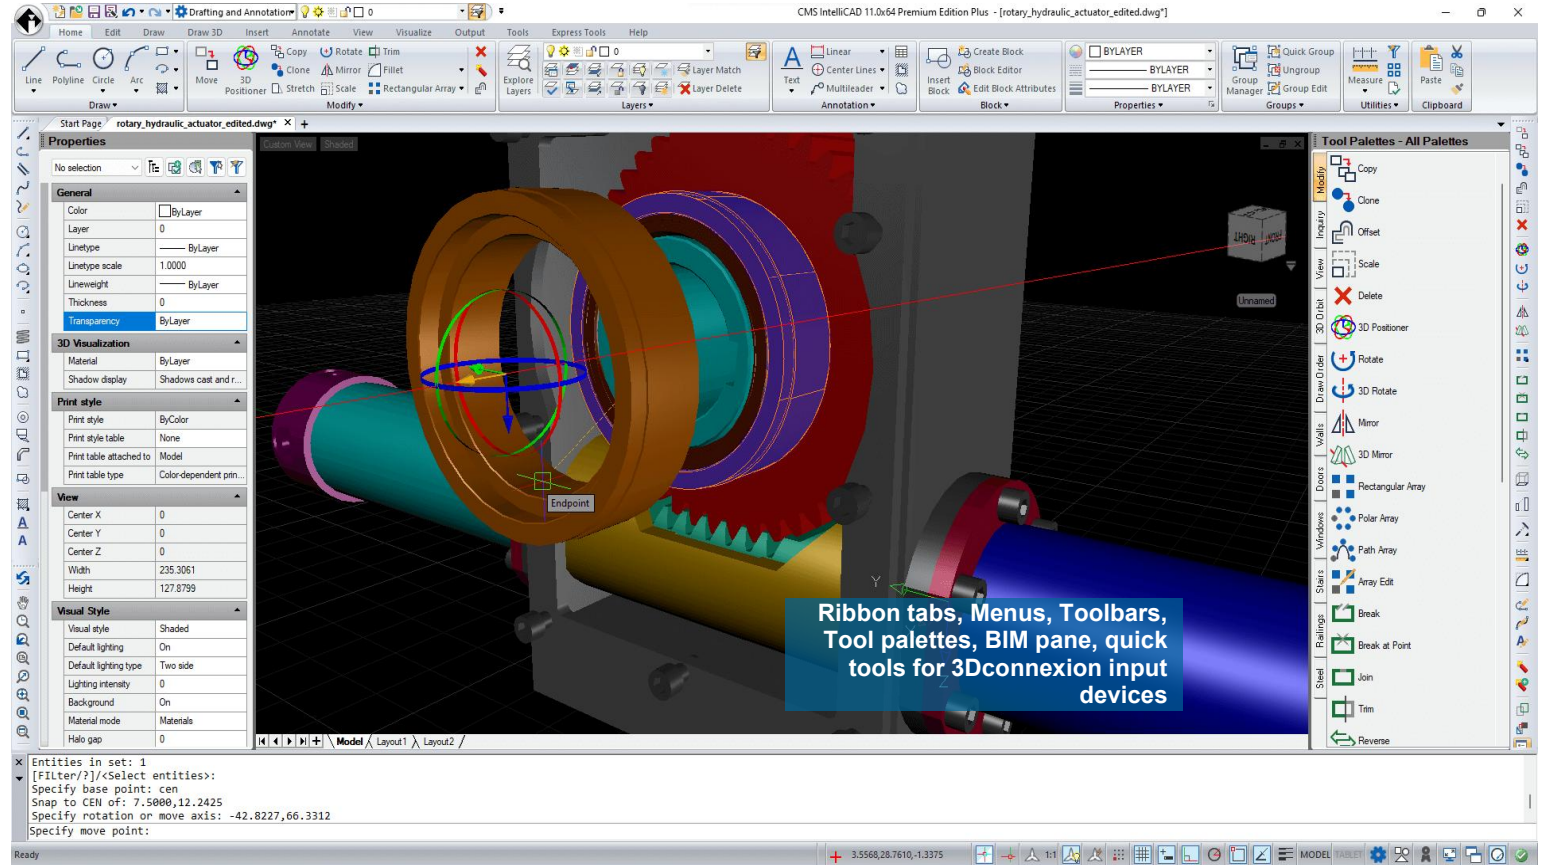 Drafting and Annotation
0
CMS IntelliCAD 11.0x64 Premium Edition Plus - [rotary_hydraulic_actuator_edited.dwg*]
Home Edit Draw Draw 3D Insert Annotate View Visualize Output Tools Express Tools Help
Line Polyline Circle Arc
Draw
Move 3D Positioner
Copy Rotate Trim
Clone Mirror Fillet
Stretch Scale Rectangular Array
Modify
Explore Layers
0
Layer Match
Layer Delete
Layers
Text
Linear
Center Lines
Multileader
Annotation
Insert Block
Create Block
Block Editor
Edit Block Attributes
Block
BYLAYER
BYLAYER
BYLAYER
Properties
Group Manager
Quick Group
Ungroup
Group Edit
Groups
Measure
Utilities
Paste
Clipboard
Start Page rotary_hydraulic_actuator_edited.dwg* X +
Properties
No selection
General
Color ByLayer
Layer 0
Linetype ByLayer
Linetype scale 1.0000
Lineweight ByLayer
Thickness 0
Transparency ByLayer
3D Visualization
Material ByLayer
Shadow display Shadows cast and r...
Print style
Print style ByColor
Print style table None
Print table attached to Model
Print table type Color-dependent prin...
View
Center X 0
Center Y 0
Center Z 0
Width 235.3061
Height 127.8799
Visual Style
Visual style Shaded
Default lighting On
Default lighting type Two side
Lighting intensity 0
Background On
Material mode Materials
Halo gap 0
Custom View Shaded
RIGHT FRONT
Unnamed
Endpoint
Y
Z
Ribbon tabs, Menus, Toolbars,
Tool palettes, BIM pane, quick
tools for 3Dconnexion input
devices
Model Layout1 Layout2
Tool Palettes - All Palettes
Modify
Inquiry
View
3D Orbit
Draw Order
Walls
Doors
Windows
Stairs
Railings
Steel
Copy
Clone
Offset
Scale
Delete
3D Positioner
Rotate
3D Rotate
Mirror
3D Mirror
Rectangular Array
Polar Array
Path Array
Array Edit
Break
Break at Point
Join
Trim
Reverse
Entities in set: 1
[FILter/?]/<Select entities>:
Specify base point: cen
Snap to CEN of: 7.5000,12.2425
Specify rotation or move axis: -42.8227,66.3312
Specify move point:
Ready
3.5568,28.7610,-1.3375
1:1
MODEL TABLET